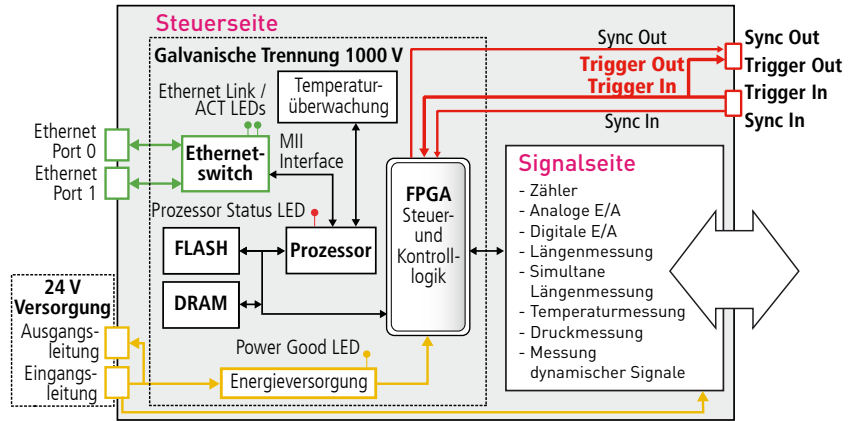 Steuerseite
Galvanische Trennung 1000 V
Sync Out
Sync Out
Trigger Out
Trigger Out
Trigger In
Trigger In
Sync In
Sync In
Ethernet Link /
ACT LEDs
Temperatur-
überwachung
Ethernet
Port 0
Ethernet
Port 1
Ethernet-
switch
MII
Interface
Prozessor Status LED
FLASH
Prozessor
DRAM
FPGA
Steuer-
und
Kontroll-
logik
Signalseite
- Zähler
- Analoge E/A
- Digitale E/A
- Längenmessung
- Simultane
Längenmessung
- Temperaturmessung
- Druckmessung
- Messung
dynamischer Signale
24 V
Versorgung
Ausgangs-
leitung
Eingangs-
leitung
Power Good LED
Energieversorgung